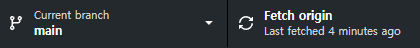 Current branch
main
Fetch origin
Last fetched 4 minutes ago